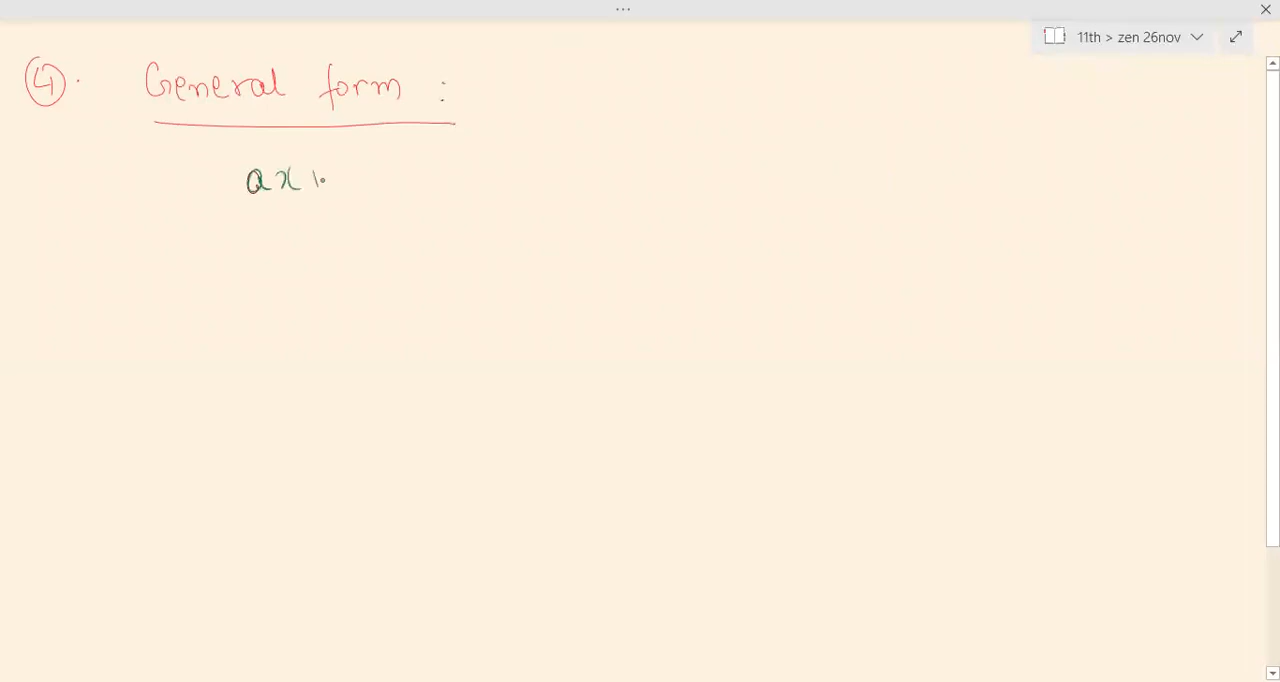 ...
11th > zen 26nov
④. General form :
ax